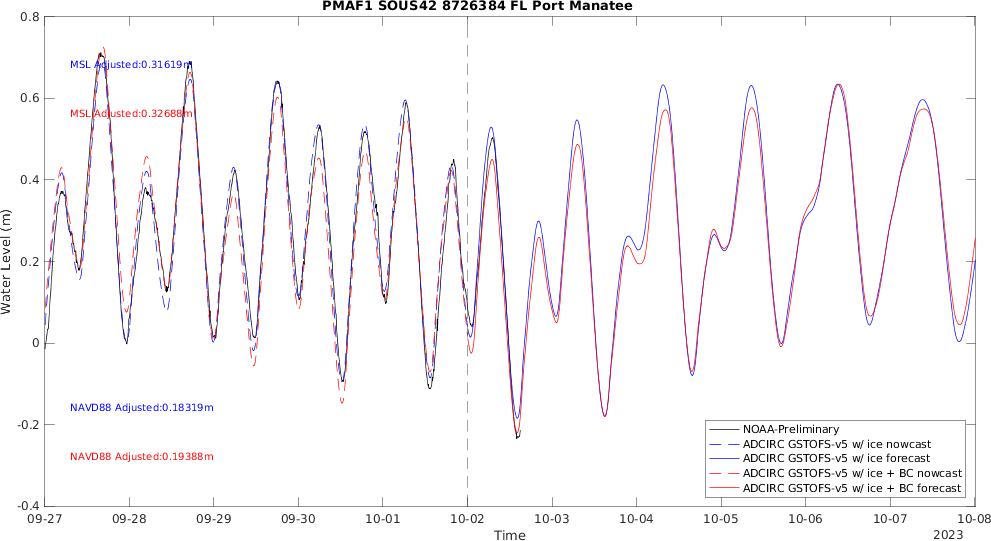 PMAF1 SOUS42 8726384 FL Port Manatee
0.8
0.6
0.4
0.2
0
-0.2
-0.4
Water Level (m)
MSL Adjusted:0.31619m
MSL Adjusted:0.32688m
NAVD88 Adjusted:0.18319m
NAVD88 Adjusted:0.19388m
NOAA-Preliminary
ADCIRC GSTOFS-v5 w/ ice nowcast
ADCIRC GSTOFS-v5 w/ ice forecast
ADCIRC GSTOFS-v5 w/ ice + BC nowcast
ADCIRC GSTOFS-v5 w/ ice + BC forecast
09-27 09-28 09-29 09-30 10-01 10-02 10-03 10-04 10-05 10-06 10-07 10-08
Time
2023